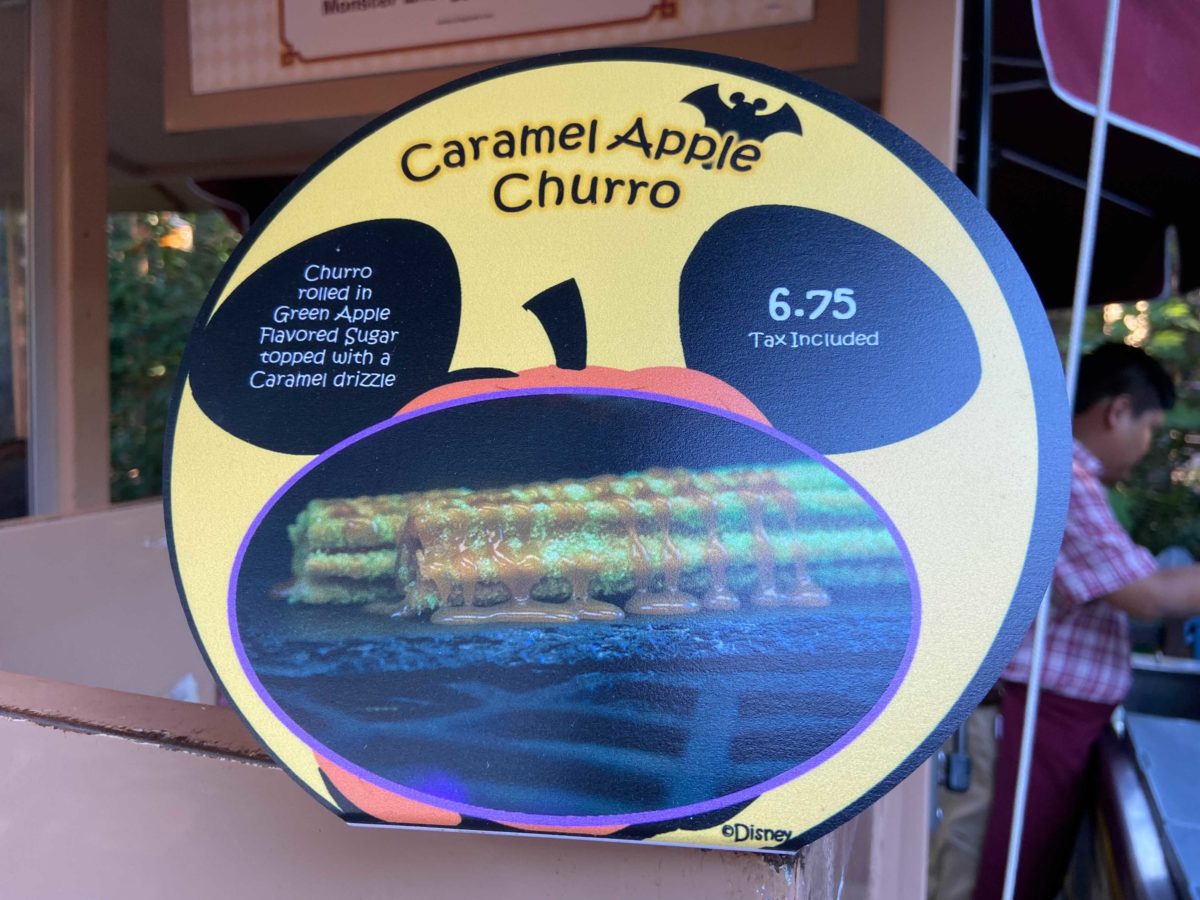 Monster
Caramel Apple
Churro
Churro
rolled in
Green Apple
Flavored Sugar
topped with a
Caramel drizzle
6.75
Tax Included
©Disney